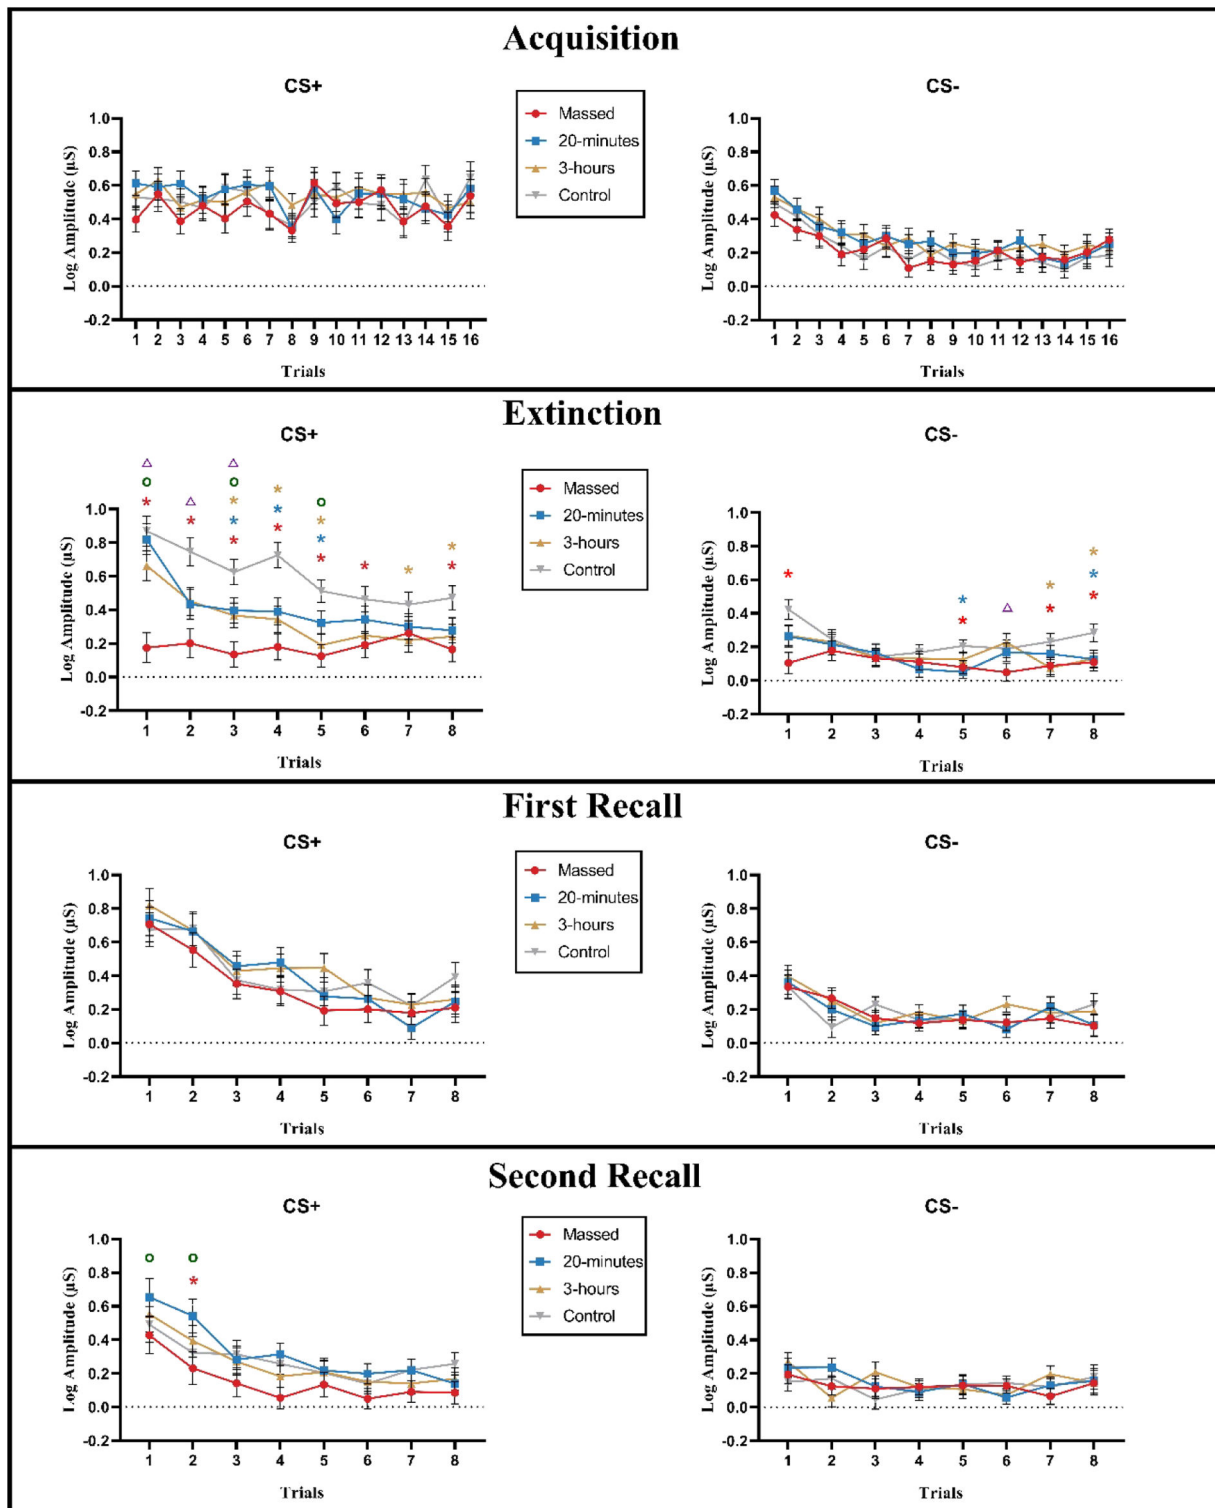 Acquisition
CS+
CS-
Massed
20-minutes
3-hours
Control
Log Amplitude (µS)
1.0
0.8
0.6
0.4
0.2
0.0
-0.2
1 2 3 4 5 6 7 8 9 10 11 12 13 14 15 16
Trials
Log Amplitude (µS)
1.0
0.8
0.6
0.4
0.2
0.0
-0.2
1 2 3 4 5 6 7 8 9 10 11 12 13 14 15 16
Trials
Extinction
CS+
CS-
Massed
20-minutes
3-hours
Control
Log Amplitude (µS)
1.0
0.8
0.6
0.4
0.2
0.0
-0.2
1 2 3 4 5 6 7 8
Trials
Log Amplitude (µS)
1.0
0.8
0.6
0.4
0.2
0.0
-0.2
1 2 3 4 5 6 7 8
Trials
First Recall
CS+
CS-
Massed
20-minutes
3-hours
Control
Log Amplitude (µS)
1.0
0.8
0.6
0.4
0.2
0.0
-0.2
1 2 3 4 5 6 7 8
Trials
Log Amplitude (µS)
1.0
0.8
0.6
0.4
0.2
0.0
-0.2
1 2 3 4 5 6 7 8
Trials
Second Recall
CS+
CS-
Massed
20-minutes
3-hours
Control
Log Amplitude (µS)
1.0
0.8
0.6
0.4
0.2
0.0
-0.2
1 2 3 4 5 6 7 8
Trials
Log Amplitude (µS)
1.0
0.8
0.6
0.4
0.2
0.0
-0.2
1 2 3 4 5 6 7 8
Trials